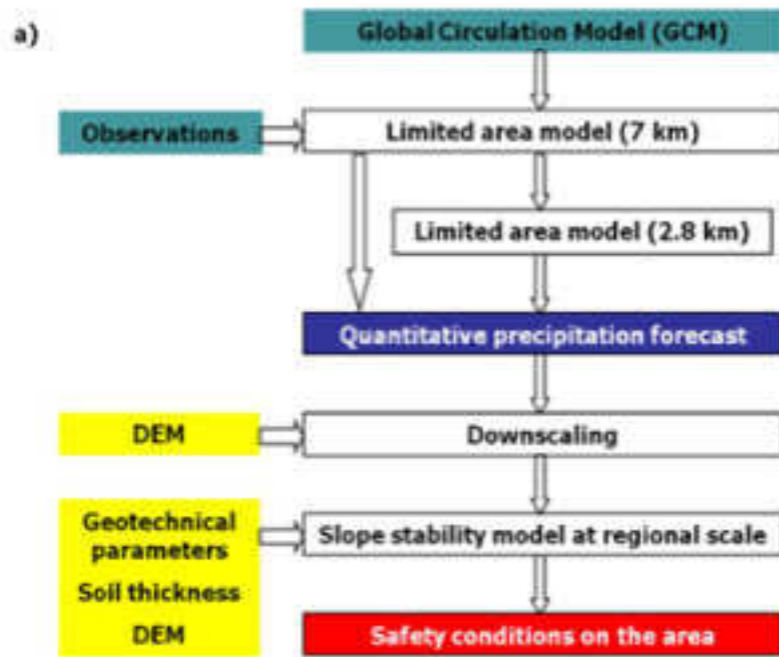 a)
Global Circulation Model (GCM)
Observations
Limited area model (7 km)
Limited area model (2.8 km)
Quantitative precipitation forecast
DEM
Downscaling
Geotechnical
parameters
Soil thickness
DEM
Slope stability model at regional scale
Safety conditions on the area